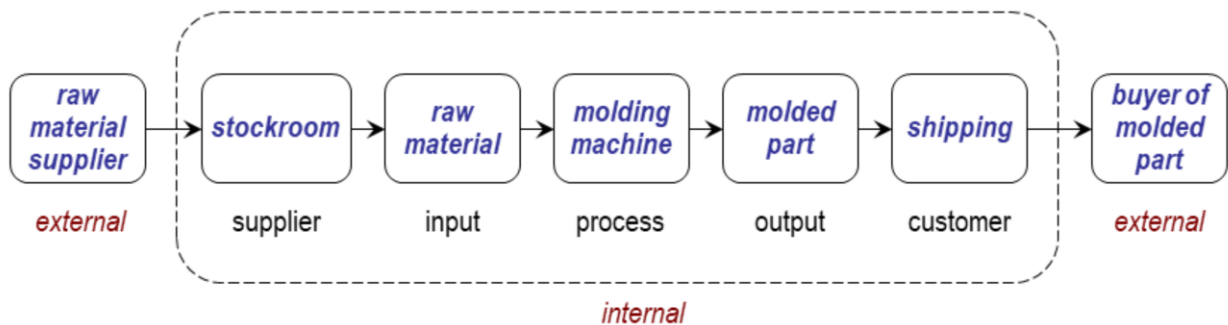 raw
material
supplier
stockroom
raw
material
molding
machine
molded
part
shipping
buyer of
molded
part
external
supplier
input
process
output
customer
external
internal